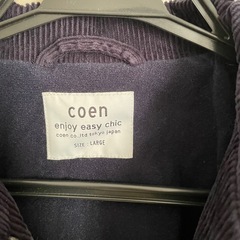 coen
enjoy easy chic
coen co.,ltd tokyo japan
SIZE : LARGE